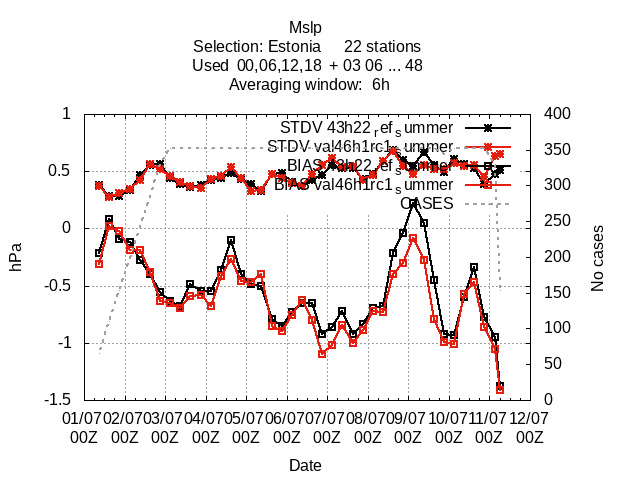 Mslp
Selection: Estonia 22 stations
Used 00,06,12,18 + 03 06 ... 48
Averaging window: 6h
STDV 43h22_ref_summer
STDV val46h1rc1_summer
BIAS 43h22_ref_summer
BIAS val46h1rc1_summer
CASES
1
0.5
0
-0.5
-1
-1.5
hPa
400
350
300
250
200
150
100
50
0
No cases
01/07 02/07 03/07 04/07 05/07 06/07 07/07 08/07 09/07 10/07 11/07 12/07
00Z 00Z 00Z 00Z 00Z 00Z 00Z 00Z 00Z 00Z 00Z 00Z
Date